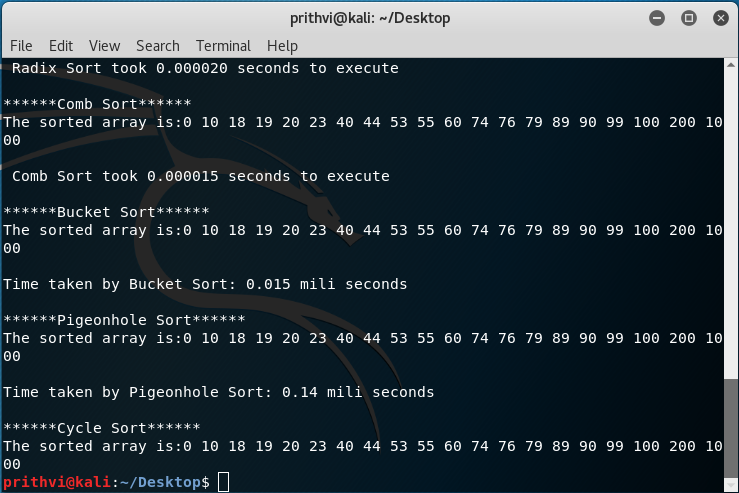 prithvi@kali: ~/Desktop
File Edit View Search Terminal Help
Radix Sort took 0.000020 seconds to execute
******Comb Sort******
The sorted array is:0 10 18 19 20 23 40 44 53 55 60 74 76 79 89 90 99 100 200 10
00
Comb Sort took 0.000015 seconds to execute
******Bucket Sort******
The sorted array is:0 10 18 19 20 23 40 44 53 55 60 74 76 79 89 90 99 100 200 10
00
Time taken by Bucket Sort: 0.015 mili seconds
******Pigeonhole Sort******
The sorted array is:0 10 18 19 20 23 40 44 53 55 60 74 76 79 89 90 99 100 200 10
00
Time taken by Pigeonhole Sort: 0.14 mili seconds
******Cycle Sort******
The sorted array is:0 10 18 19 20 23 40 44 53 55 60 74 76 79 89 90 99 100 200 10
00
prithvi@kali:~/Desktop$